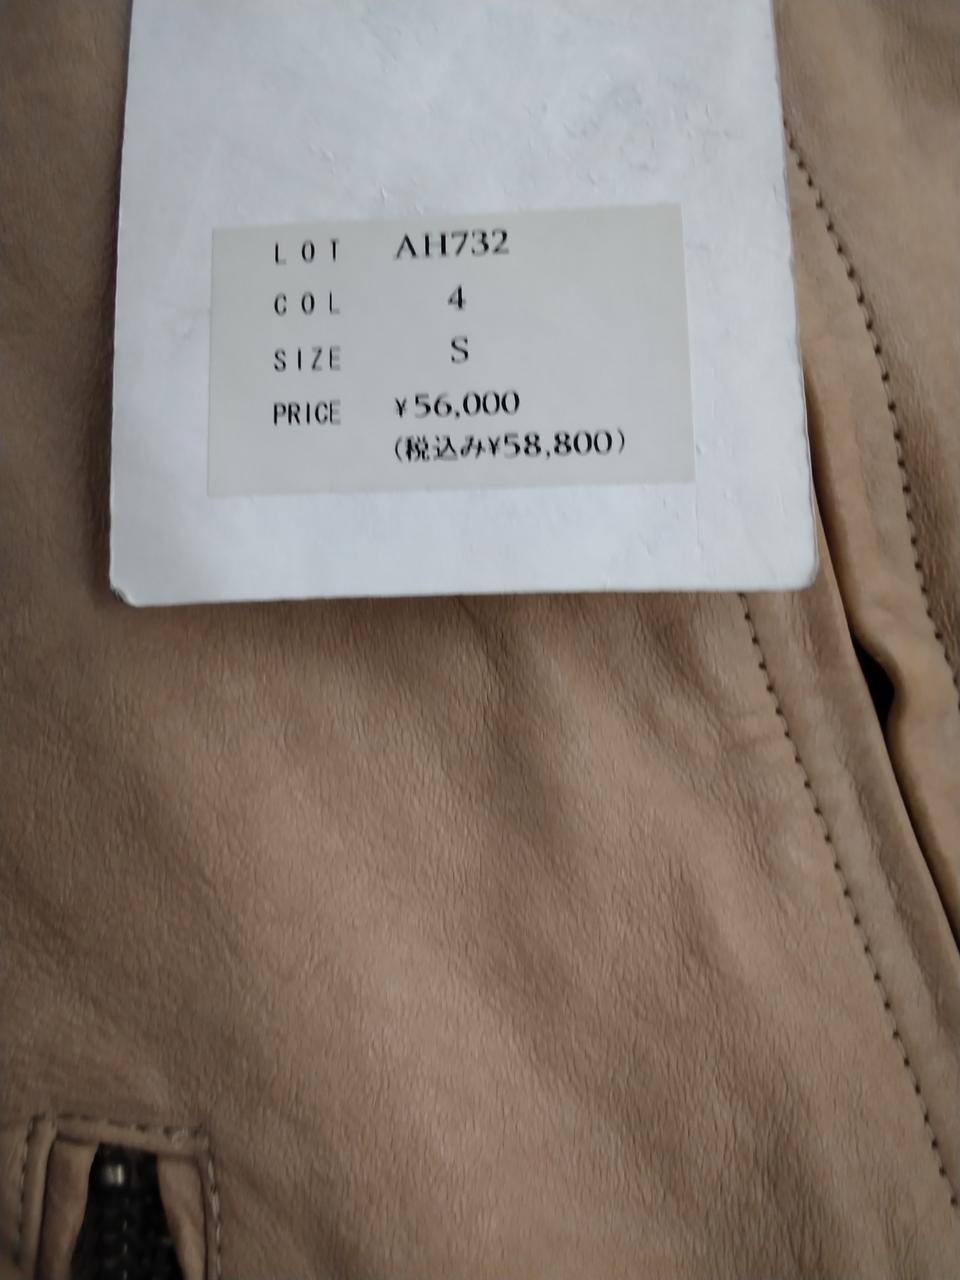 LOT AH732
COL 4
SIZE S
PRICE ¥56,000
(税込み¥58,800)